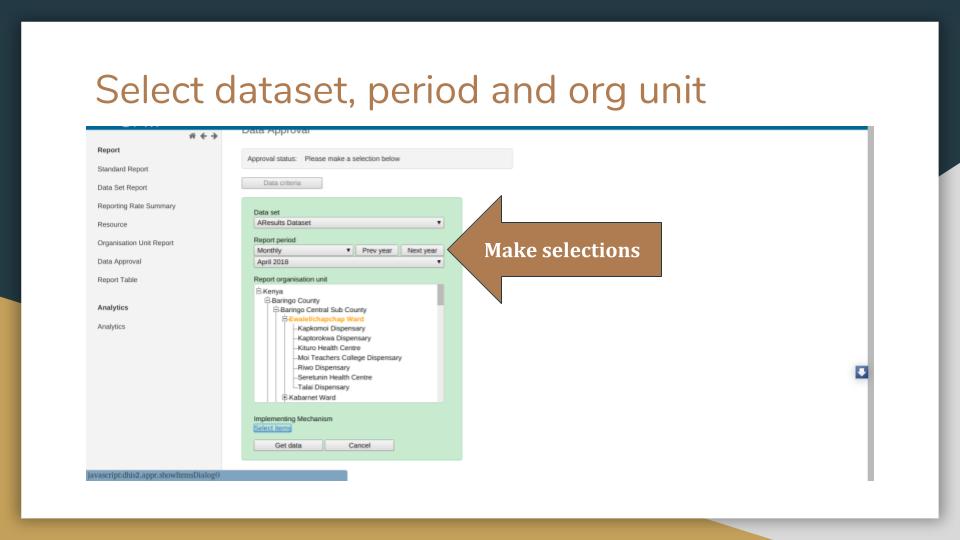 Select dataset, period and org unit
Data Approval
Report
Standard Report
Data Set Report
Reporting Rate Summary
Resource
Organisation Unit Report
Data Approval
Report Table
Analytics
Analytics
Approval status: Please make a selection below
Data criteria
Data set
AResults Dataset
Report period
Monthly Prev year Next year
April 2018
Report organisation unit
Kenya
Baringo County
Baringo Central Sub County
Ewalel/chapchap Ward
Kapkomoi Dispensary
Kaptorokwa Dispensary
Kituro Health Centre
Moi Teachers College Dispensary
Riwo Dispensary
Seretunin Health Centre
Talai Dispensary
Kabarnet Ward
Implementing Mechanism
Select items
Get data Cancel
Make selections
javascript:dhis2.appr.showItemsDialog()